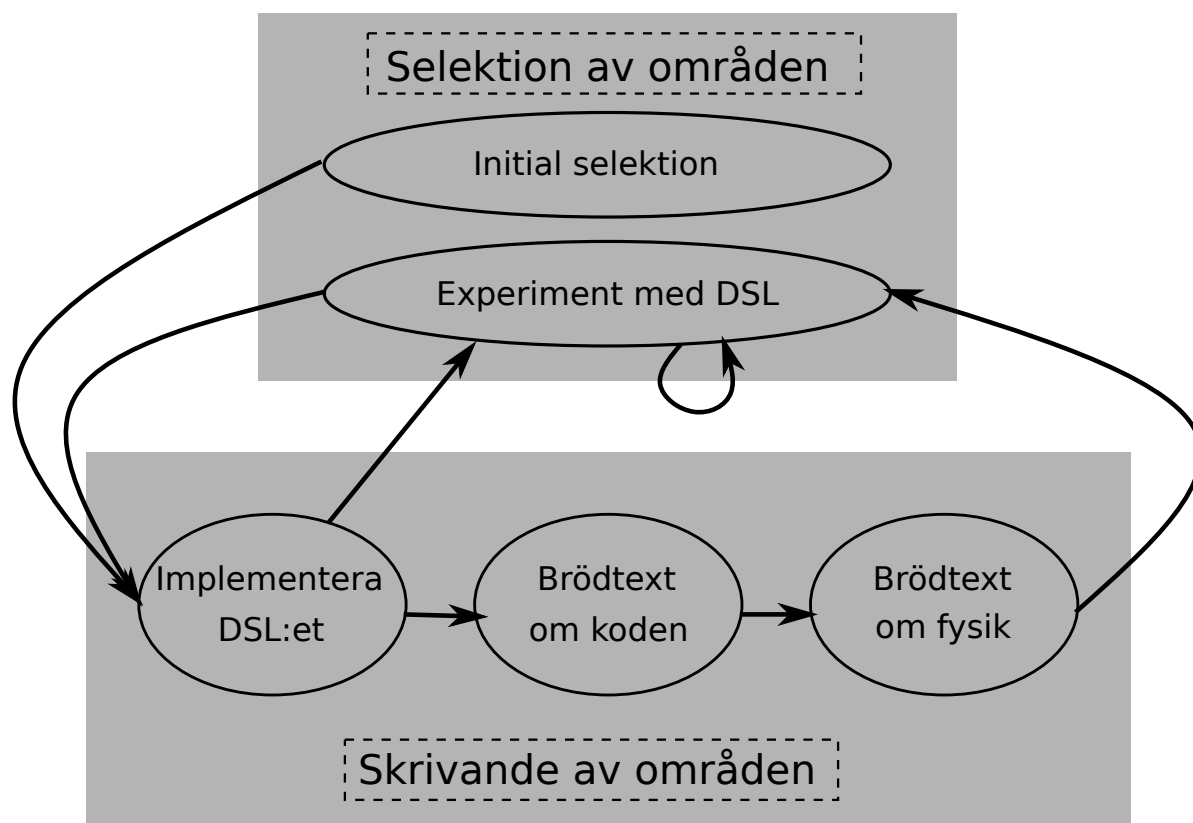 Selektion av områden
Initial selektion
Experiment med DSL
Implementera
DSL:et
Brödtext
om koden
Brödtext
om fysik
Skrivande av områden